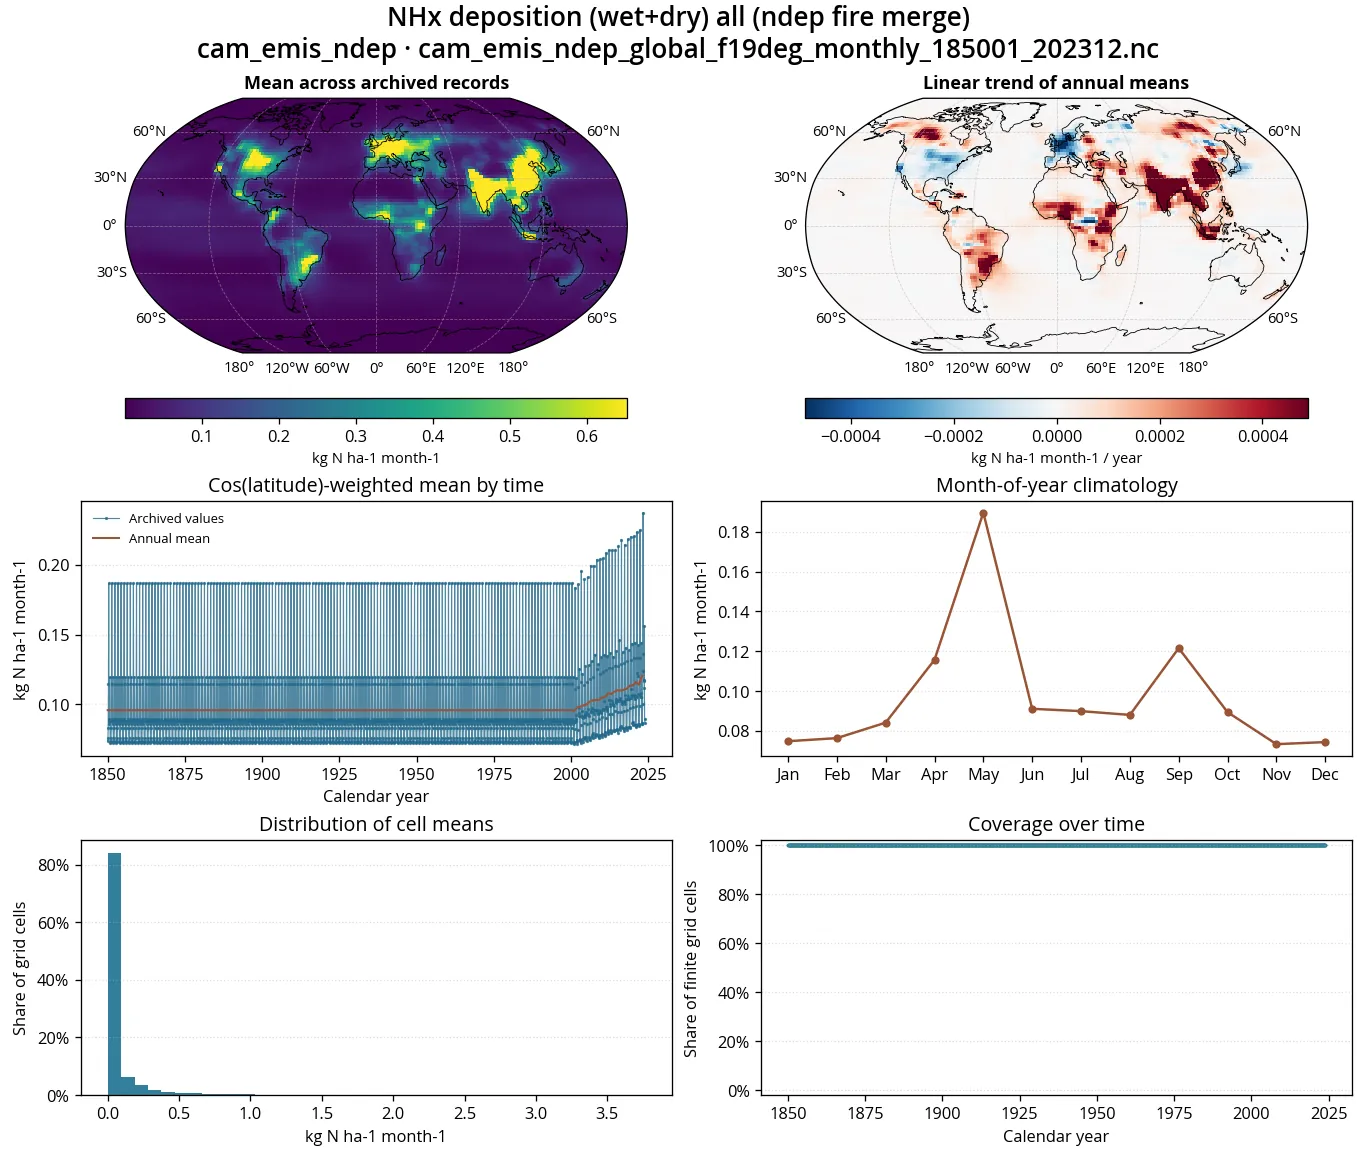 NHx deposition (wet+dry) all (ndep fire merge)
cam_emis_ndep · cam_emis_ndep_global_f19deg_monthly_185001_202312.nc
Mean across archived records
60°N 60°N
30°N
0°
30°S
60°S 60°S
180° 120°W 60°W 0° 60°E 120°E 180°
0.1 0.2 0.3 0.4 0.5 0.6
kg N ha-1 month-1
Linear trend of annual means
60°N 60°N
30°N 30°N
0° 0°
30°S 30°S
60°S 60°S
180° 120°W 60°W 0° 60°E 120°E 180°
−0.0004 −0.0002 0.0000 0.0002 0.0004
kg N ha-1 month-1 / year
Cos(latitude)-weighted mean by time
Archived values
Annual mean
kg N ha-1 month-1
0.20
0.15
0.10
1850 1875 1900 1925 1950 1975 2000 2025
Calendar year
Month-of-year climatology
kg N ha-1 month-1
0.18
0.16
0.14
0.12
0.10
0.08
Jan Feb Mar Apr May Jun Jul Aug Sep Oct Nov Dec
Distribution of cell means
Share of grid cells
80%
60%
40%
20%
0%
0.0 0.5 1.0 1.5 2.0 2.5 3.0 3.5
kg N ha-1 month-1
Coverage over time
Share of finite grid cells
100%
80%
60%
40%
20%
0%
1850 1875 1900 1925 1950 1975 2000 2025
Calendar year